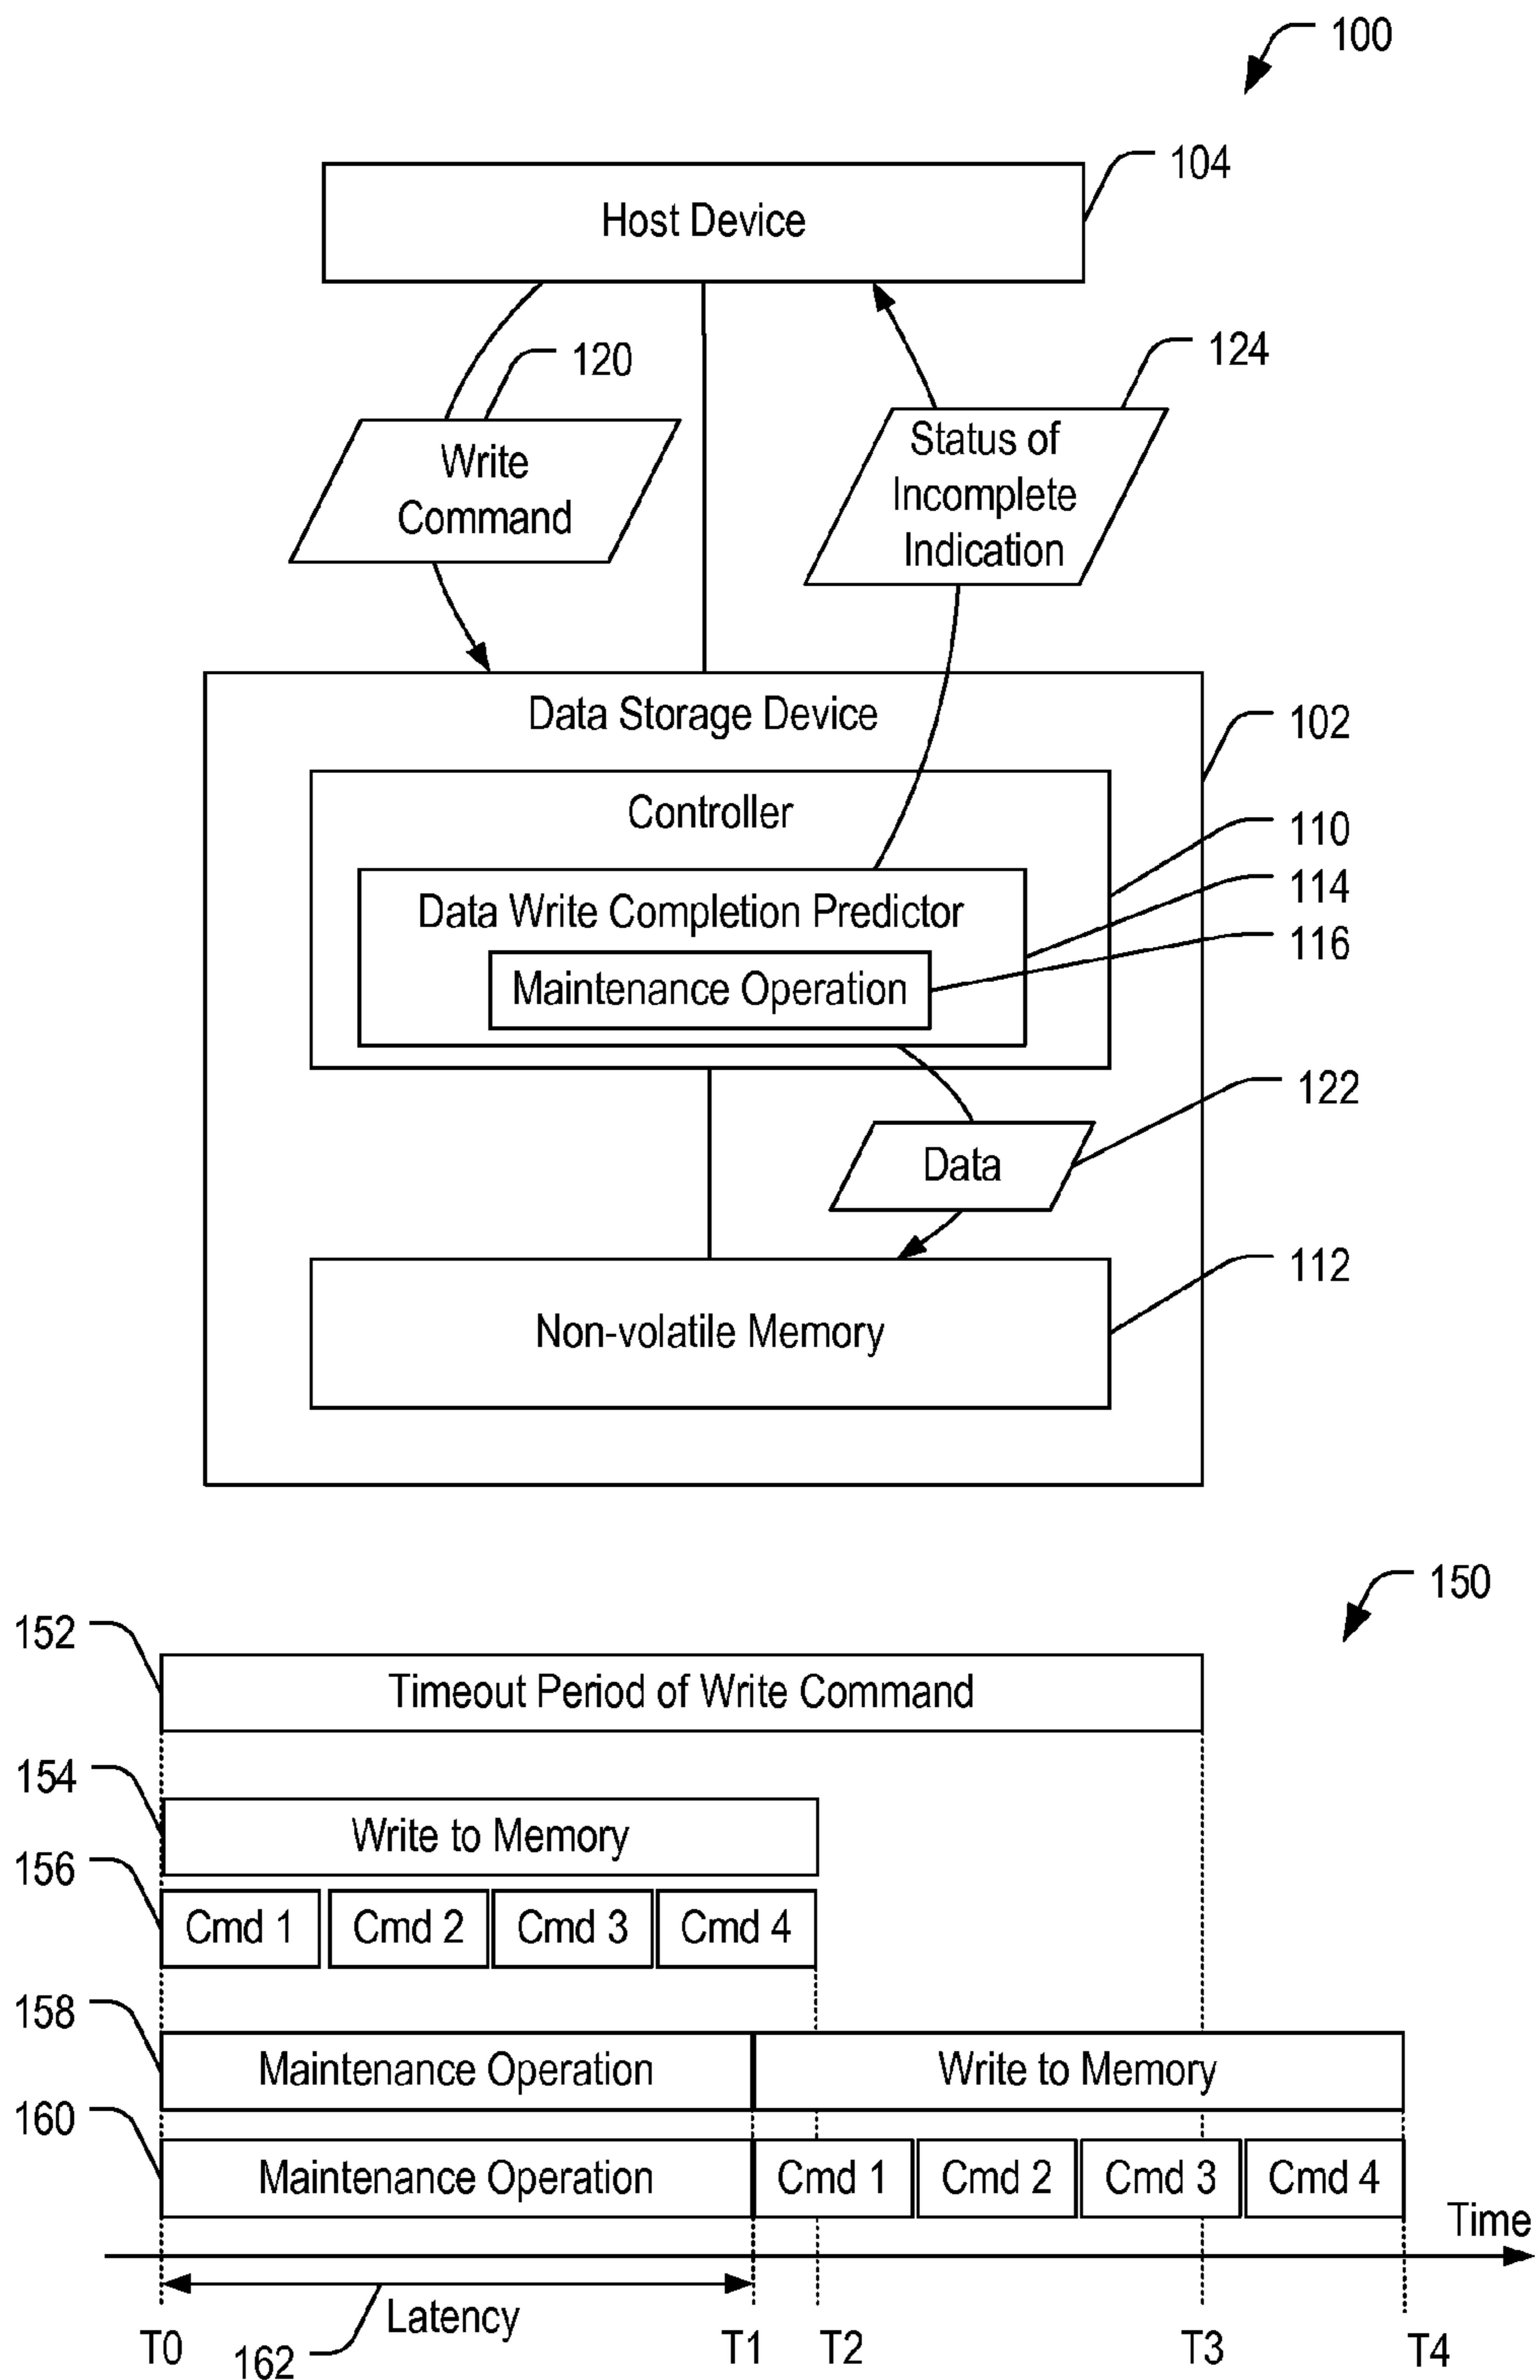 100
104
Host Device
120
124
Write
Command
Status of
Incomplete
Indication
Data Storage Device
102
Controller
110
Data Write Completion Predictor
114
Maintenance Operation
116
122
Data
112
Non-volatile Memory
150
152
Timeout Period of Write Command
154
Write to Memory
156
Cmd 1 Cmd 2 Cmd 3 Cmd 4
158
Maintenance Operation Write to Memory
160
Maintenance Operation Cmd 1 Cmd 2 Cmd 3 Cmd 4
Time
Latency
T0 162 T1 T2 T3 T4